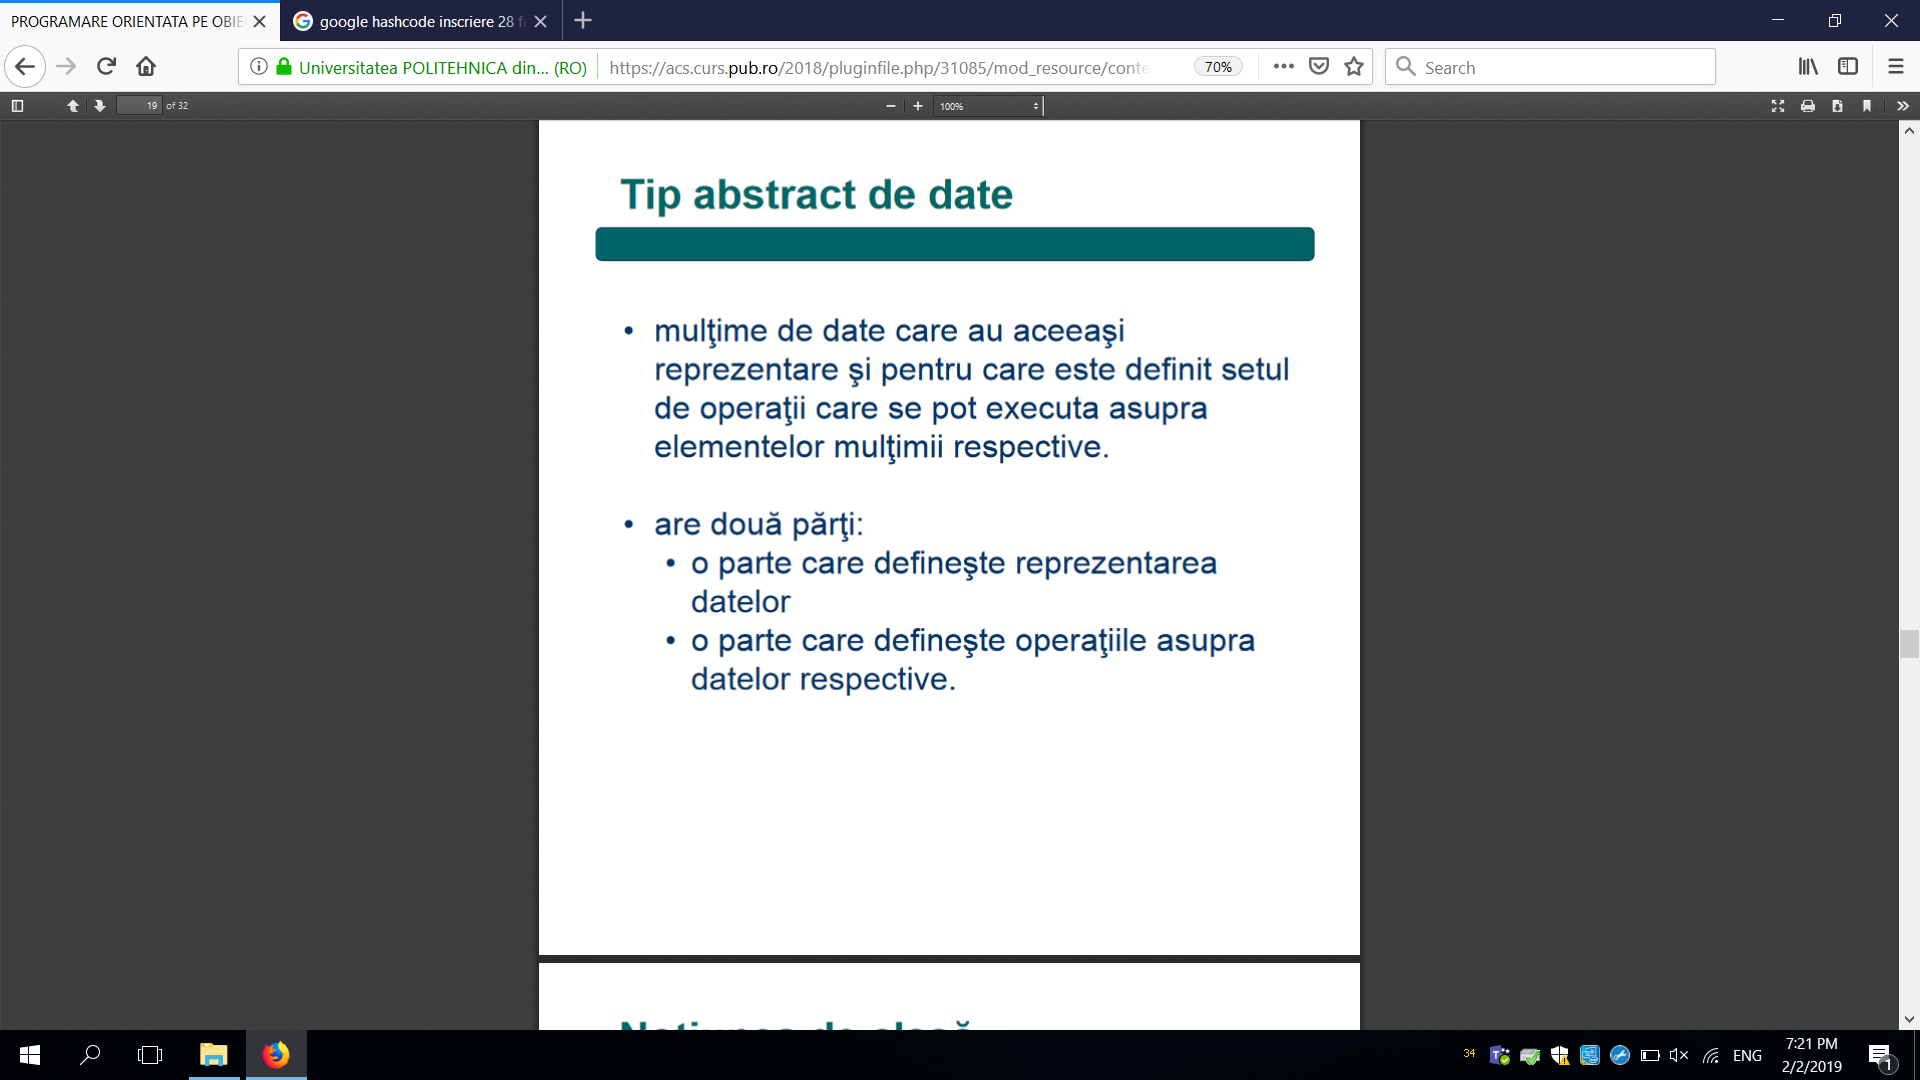 PROGRAMARE ORIENTATA PE OBIE
google hashcode inscriere 28 f
Universitatea POLITEHNICA din... (RO)
https://acs.curs.pub.ro/2018/pluginfile.php/31085/mod_resource/conte
70%
Search
19 of 32
100%
Tip abstract de date
• mulţime de date care au aceeaşi
reprezentare şi pentru care este definit setul
de operaţii care se pot executa asupra
elementelor mulţimii respective.
• are două părţi:
• o parte care defineşte reprezentarea
datelor
• o parte care defineşte operaţiile asupra
datelor respective.
Noţiunea de clasă
34
ENG
7:21 PM
2/2/2019
1